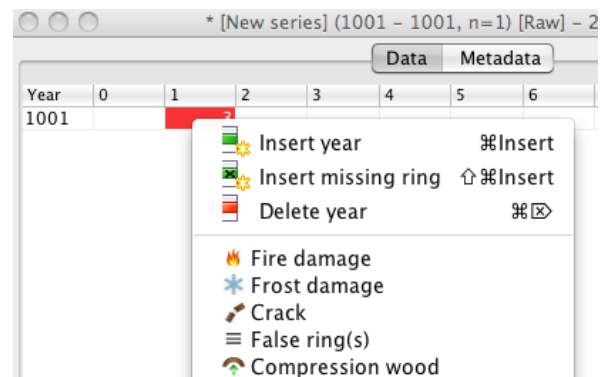 * [New series] (1001 – 1001, n=1) [Raw] – 2
Data Metadata
Year 0 1 2 3 4 5 6
1001
Insert year ⌘Insert
Insert missing ring ⇧⌘Insert
Delete year ⌘⌦
Fire damage
Frost damage
Crack
False ring(s)
Compression wood